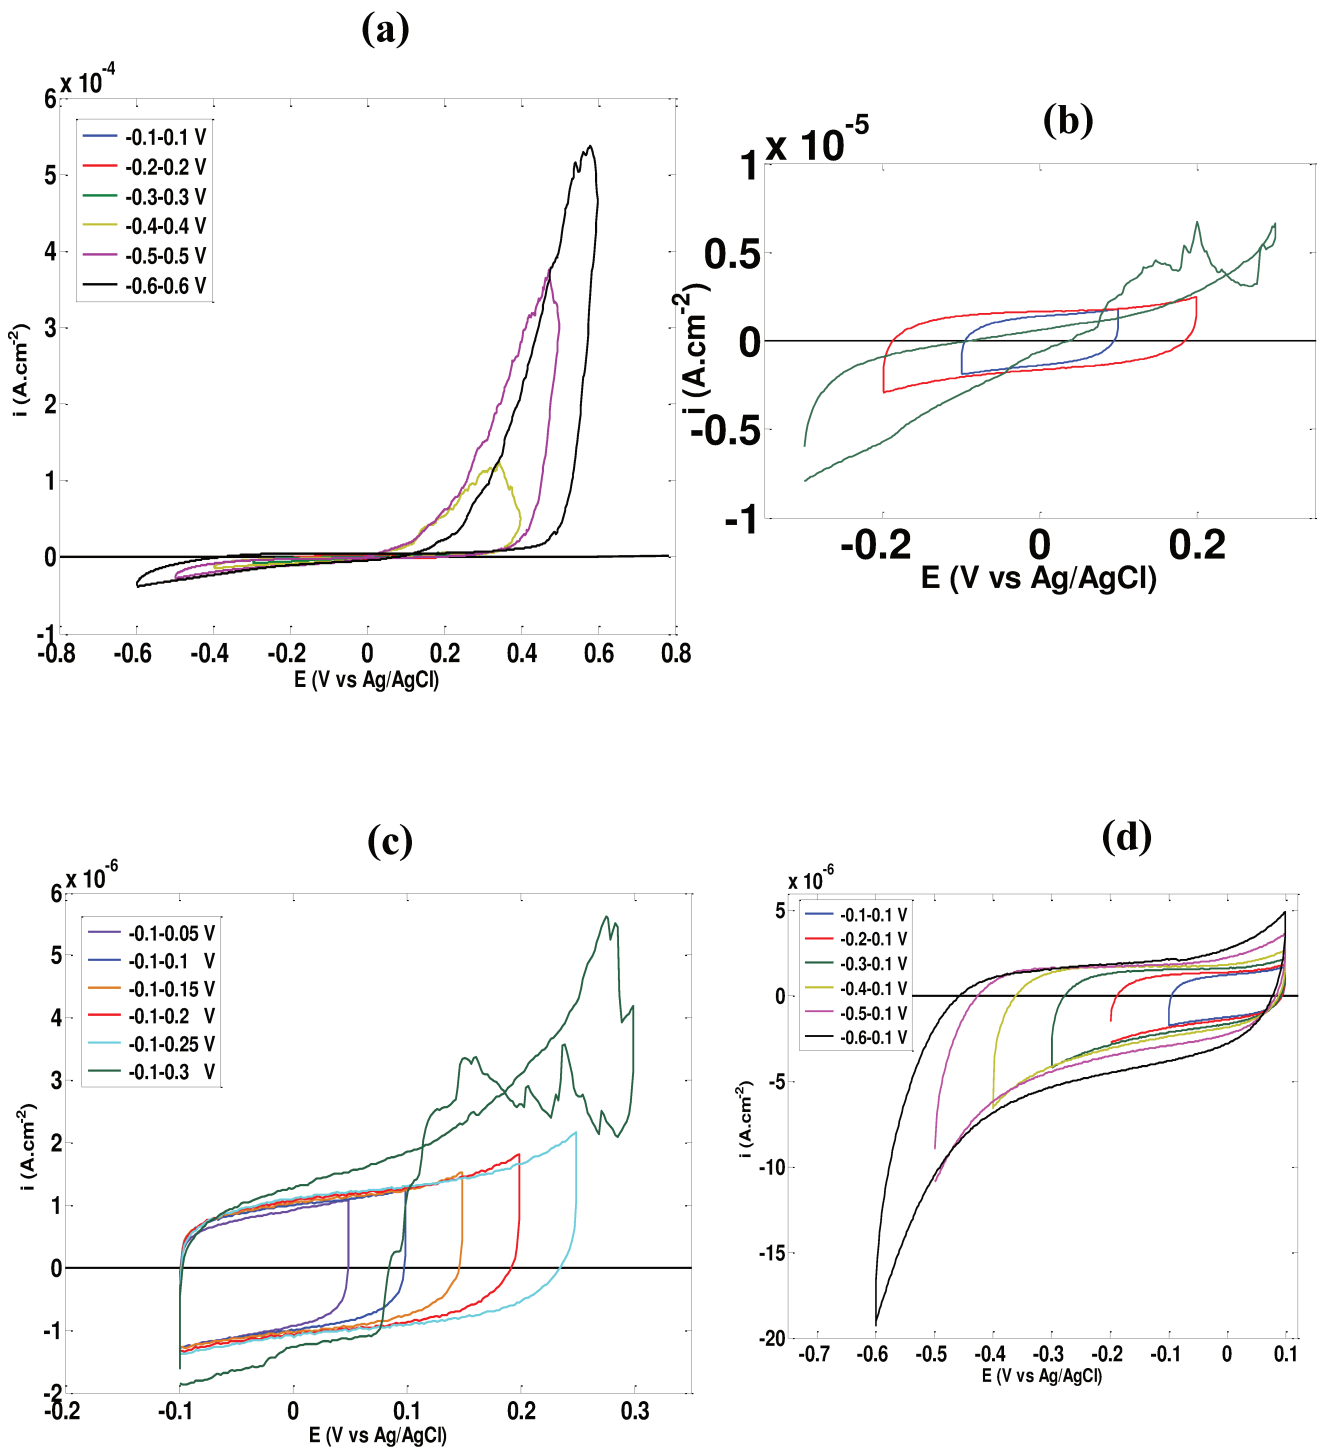 (a)
x 10-4
6
5
4
3
2
1
0
-1
-0.1-0.1 V
-0.2-0.2 V
-0.3-0.3 V
-0.4-0.4 V
-0.5-0.5 V
-0.6-0.6 V
i (A.cm-2)
-0.8 -0.6 -0.4 -0.2 0 0.2 0.4 0.6 0.8
E (V vs Ag/AgCl)
(b)
x 10-5
1
0.5
0
-0.5
-1
i (A.cm-2)
-0.2 0 0.2
E (V vs Ag/AgCl)
(c)
x 10-6
6
5
4
3
2
1
0
-1
-2
-0.1-0.05 V
-0.1-0.1 V
-0.1-0.15 V
-0.1-0.2 V
-0.1-0.25 V
-0.1-0.3 V
i (A.cm-2)
-0.2 -0.1 0 0.1 0.2 0.3
E (V vs Ag/AgCl)
(d)
x 10-6
5
0
-5
-10
-15
-20
-0.1-0.1 V
-0.2-0.1 V
-0.3-0.1 V
-0.4-0.1 V
-0.5-0.1 V
-0.6-0.1 V
i (A.cm-2)
-0.7 -0.6 -0.5 -0.4 -0.3 -0.2 -0.1 0 0.1
E (V vs Ag/AgCl)